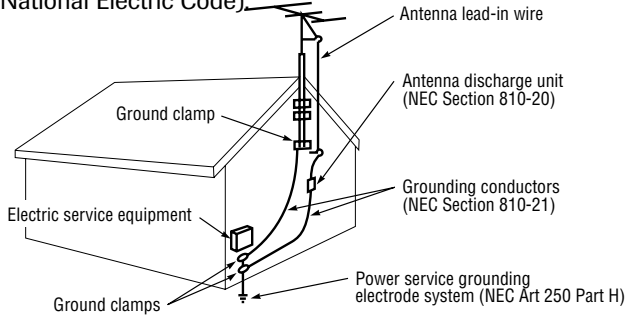 National Electric Code).
Antenna lead-in wire
Antenna discharge unit
(NEC Section 810-20)
Ground clamp
Grounding conductors
(NEC Section 810-21)
Electric service equipment
Power service grounding
electrode system (NEC Art 250 Part H)
Ground clamps